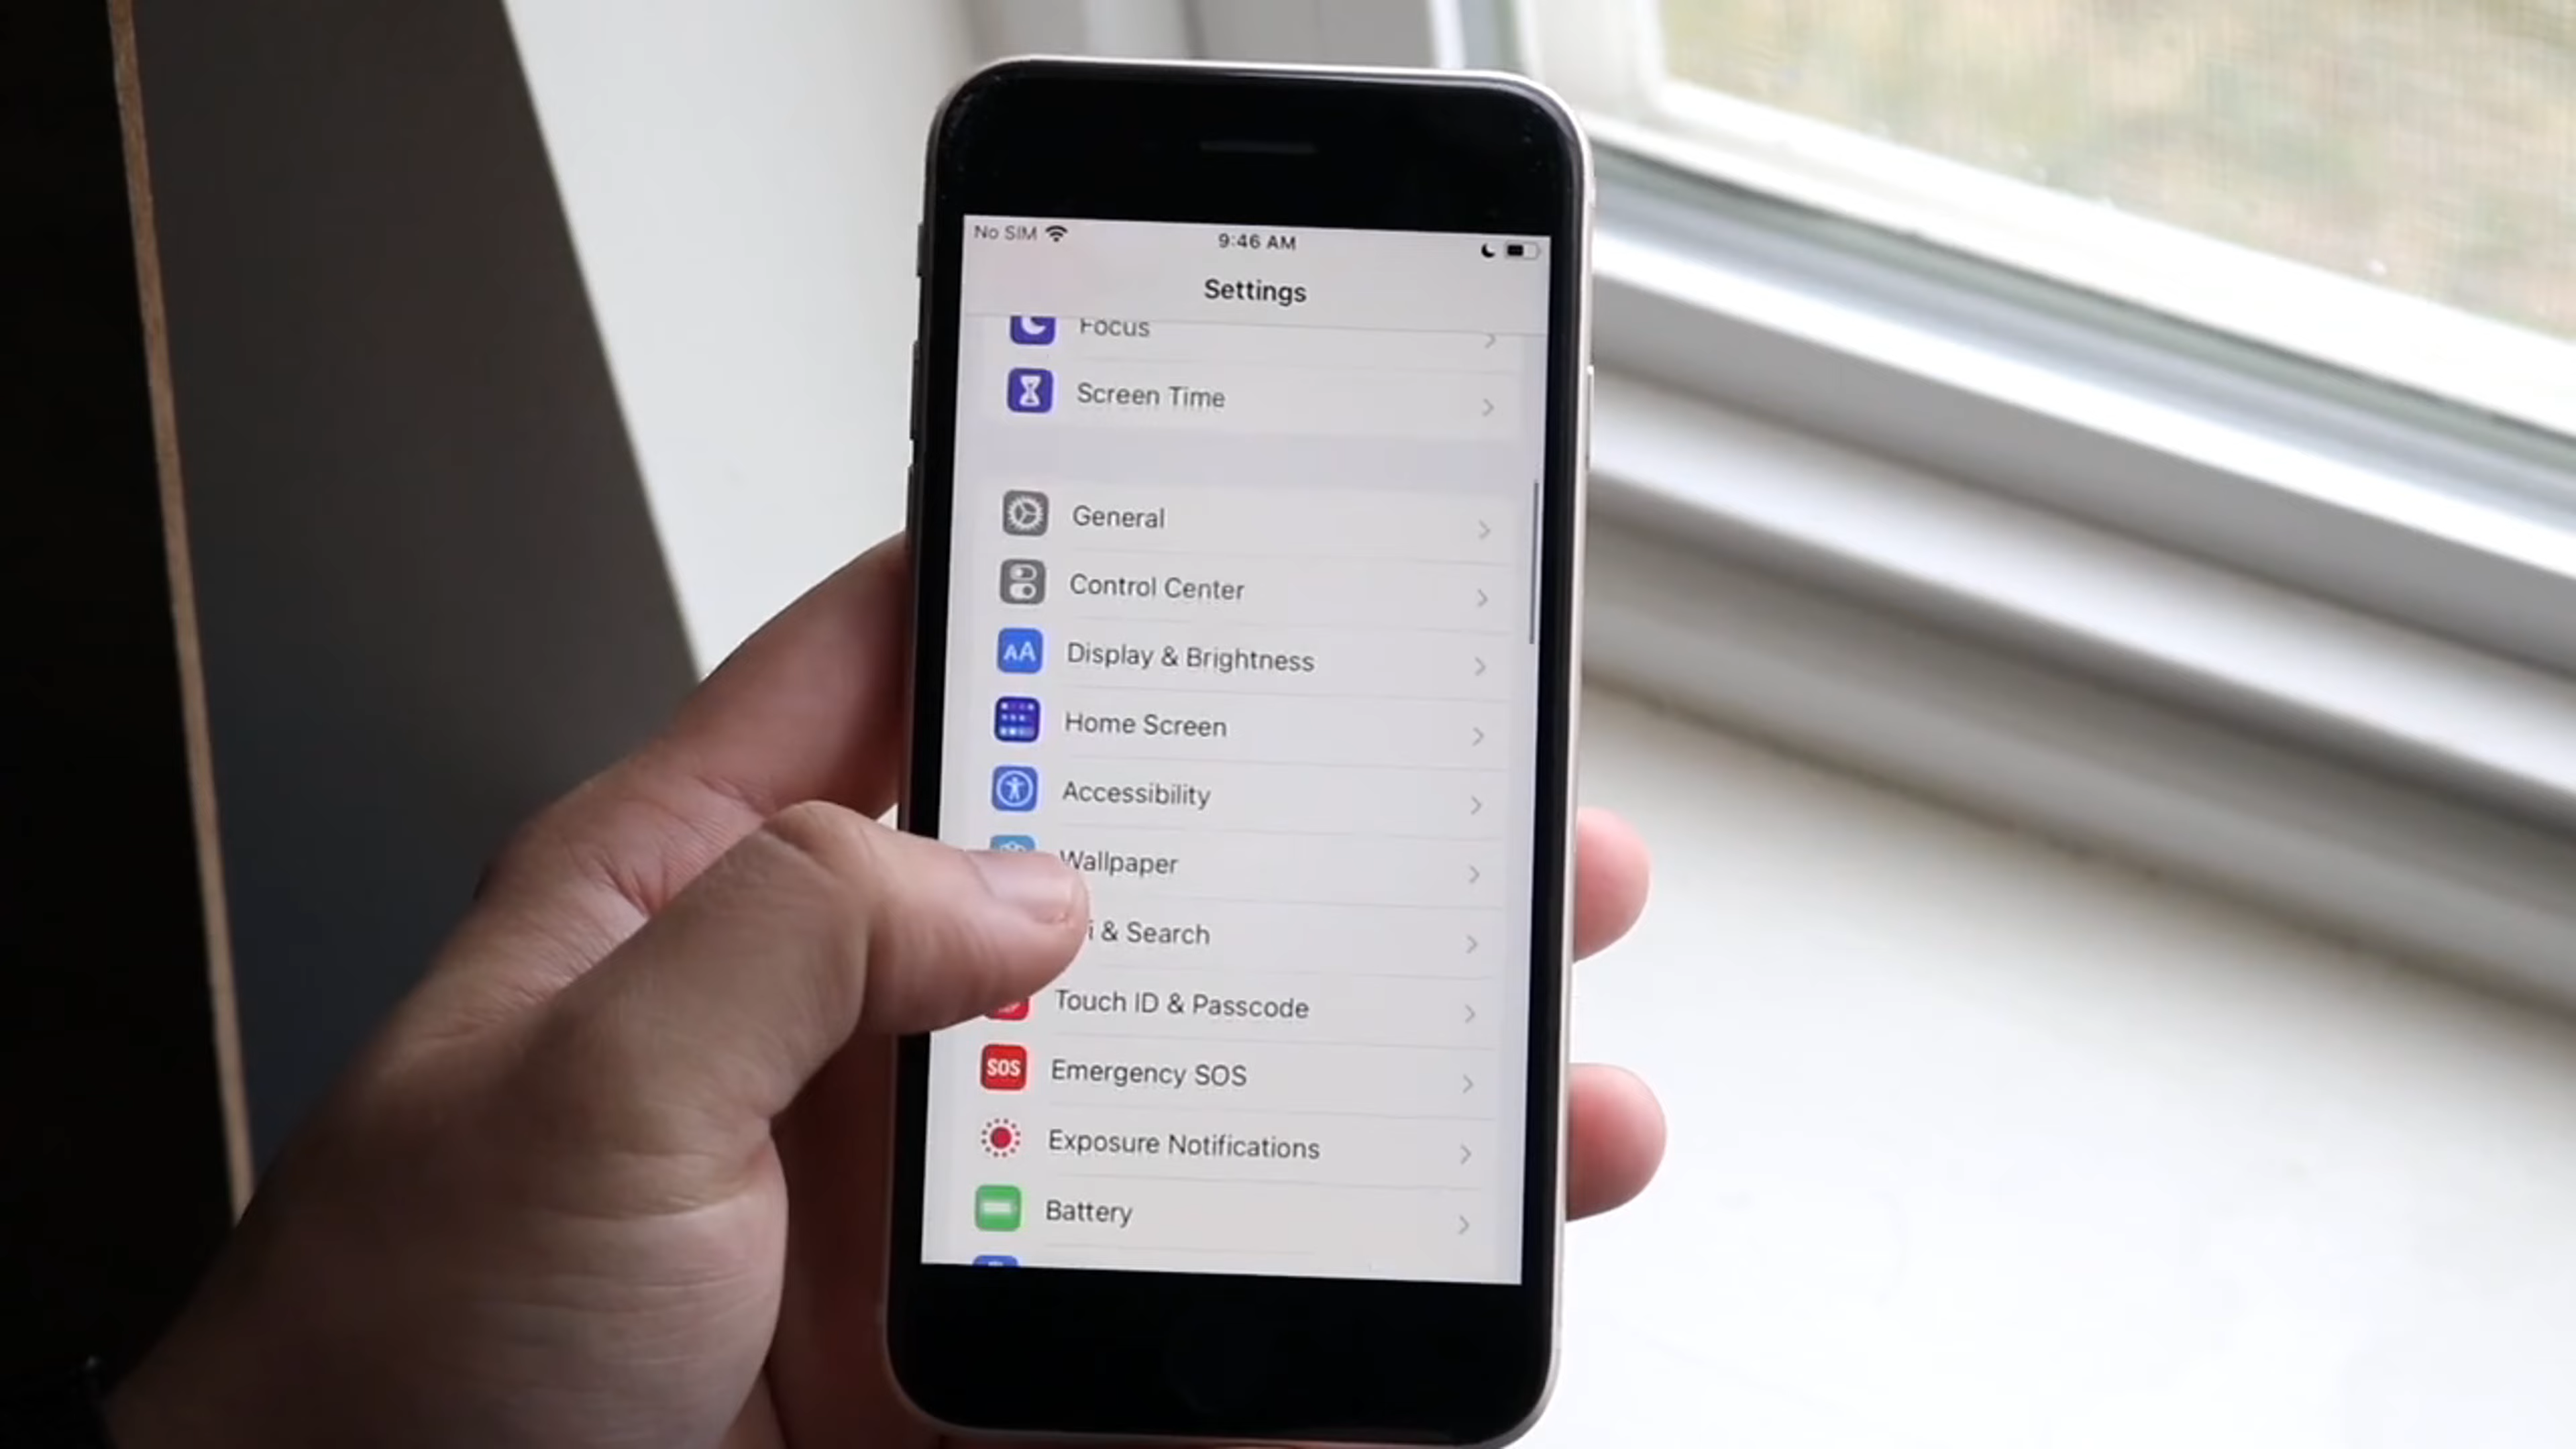 No SIM 9:46 AM
Settings
Focus
Screen Time
General
Control Center
AA Display & Brightness
Home Screen
Accessibility
Wallpaper
i & Search
Touch ID & Passcode
SOS Emergency SOS
Exposure Notifications
Battery